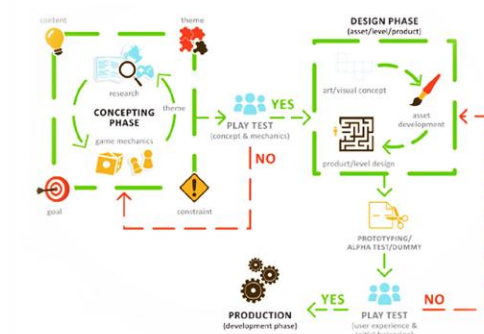 content
theme
DESIGN PHASE
(asset/level/product)
research
art/visual concept
CONCEPTING
PHASE
theme
YES
PLAY TEST
(concept & mechanics)
asset
development
game mechanics
NO
product/level design
goal
constraint
PROTOTYPING/
ALPHA TEST/DUMMY
PRODUCTION
(development phase)
YES
PLAY TEST
(user experience &
NO